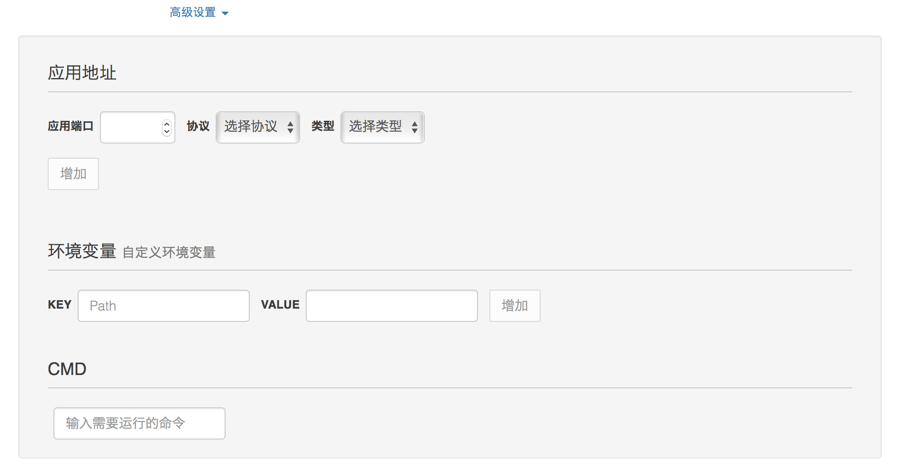 高级设置
应用地址
应用端口 协议 选择协议 类型 选择类型
增加
环境变量 自定义环境变量
KEY Path VALUE 增加
CMD
输入需要运行的命令